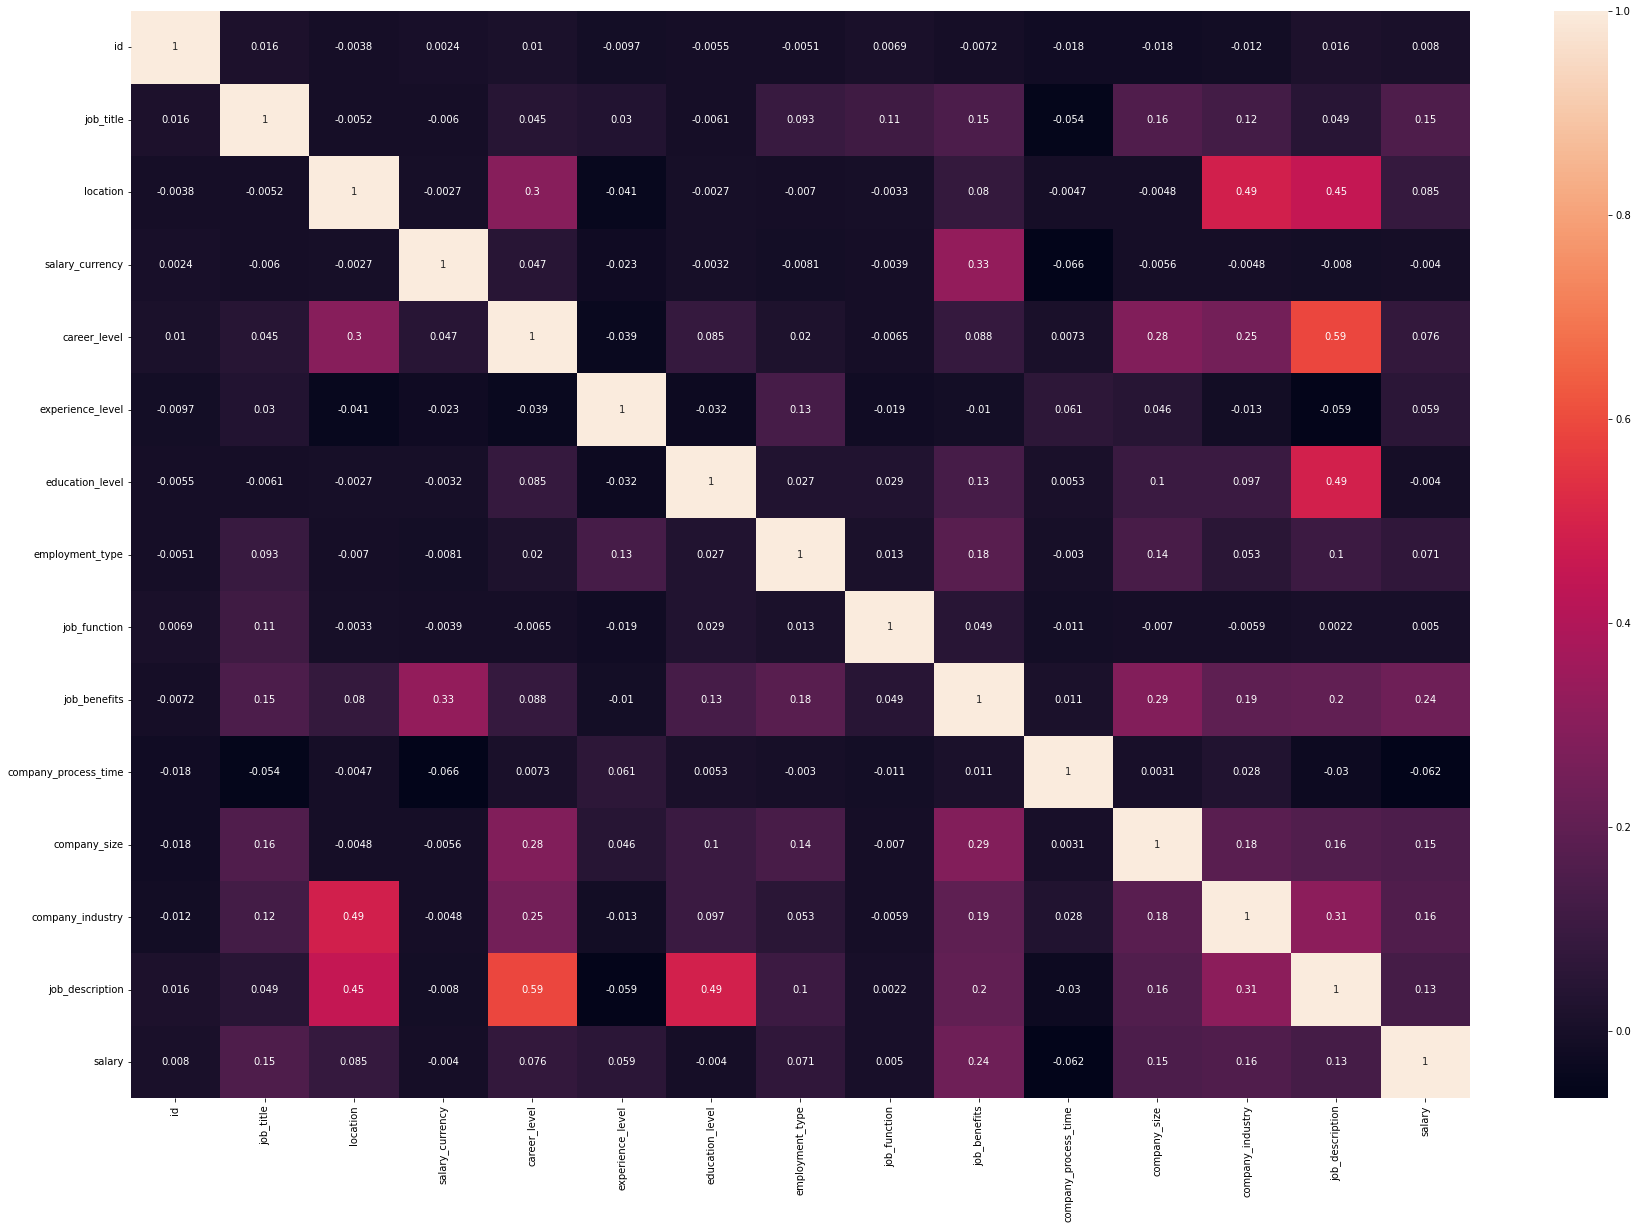 id 1 0.016 -0.0038 0.0024 0.01 -0.0097 -0.0055 -0.0051 0.0069 -0.0072 -0.018 -0.018 -0.012 0.016 0.008
job_title 0.016 1 -0.0052 -0.006 0.045 0.03 -0.0061 0.093 0.11 0.15 -0.054 0.16 0.12 0.049 0.15
location -0.0038 -0.0052 1 -0.0027 0.3 -0.041 -0.0027 -0.007 -0.0033 0.08 -0.0047 -0.0048 0.49 0.45 0.085
salary_currency 0.0024 -0.006 -0.0027 1 0.047 -0.023 -0.0032 -0.0081 -0.0039 0.33 -0.066 -0.0056 -0.0048 -0.008 -0.004
career_level 0.01 0.045 0.3 0.047 1 -0.039 0.085 0.02 -0.0065 0.088 0.0073 0.28 0.25 0.59 0.076
experience_level -0.0097 0.03 -0.041 -0.023 -0.039 1 -0.032 0.13 -0.019 -0.01 0.061 0.046 -0.013 -0.059 0.059
education_level -0.0055 -0.0061 -0.0027 -0.0032 0.085 -0.032 1 0.027 0.029 0.13 0.0053 0.1 0.097 0.49 -0.004
employment_type -0.0051 0.093 -0.007 -0.0081 0.02 0.13 0.027 1 0.013 0.18 -0.003 0.14 0.053 0.1 0.071
job_function 0.0069 0.11 -0.0033 -0.0039 -0.0065 -0.019 0.029 0.013 1 0.049 -0.011 -0.007 -0.0059 0.0022 0.005
job_benefits -0.0072 0.15 0.08 0.33 0.088 -0.01 0.13 0.18 0.049 1 0.011 0.29 0.19 0.2 0.24
company_process_time -0.018 -0.054 -0.0047 -0.066 0.0073 0.061 0.0053 -0.003 -0.011 0.011 1 0.0031 0.028 -0.03 -0.062
company_size -0.018 0.16 -0.0048 -0.0056 0.28 0.046 0.1 0.14 -0.007 0.29 0.0031 1 0.18 0.16 0.15
company_industry -0.012 0.12 0.49 -0.0048 0.25 -0.013 0.097 0.053 -0.0059 0.19 0.028 0.18 1 0.31 0.16
job_description 0.016 0.049 0.45 -0.008 0.59 -0.059 0.49 0.1 0.0022 0.2 -0.03 0.16 0.31 1 0.13
salary 0.008 0.15 0.085 -0.004 0.076 0.059 -0.004 0.071 0.005 0.24 -0.062 0.15 0.16 0.13 1
id job_title location salary_currency career_level experience_level education_level employment_type job_function job_benefits company_process_time company_size company_industry job_description salary
1.0
0.8
0.6
0.4
0.2
0.0